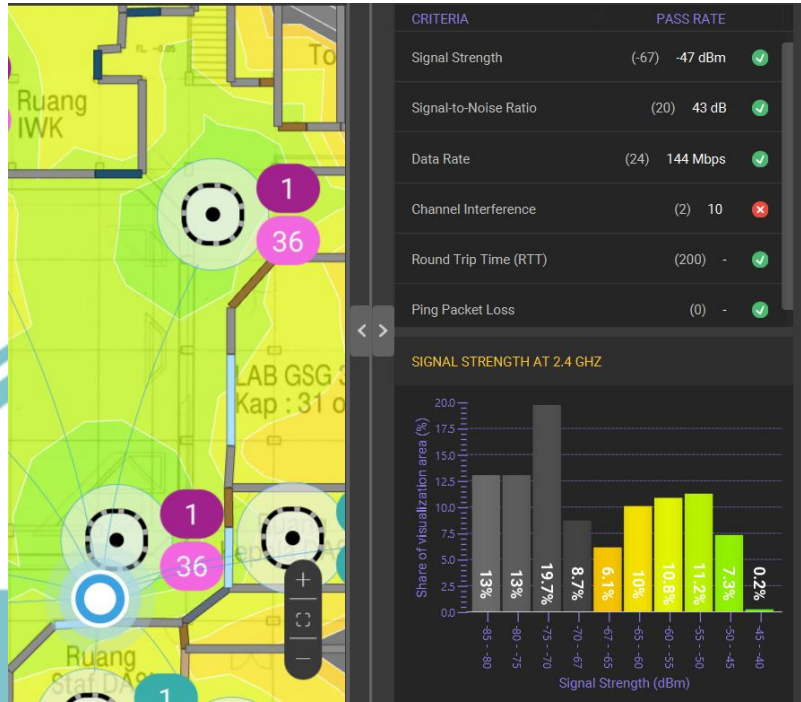 FL -0.05
To
Ruang
IWK
1
36
LAB GSG 3
Kap : 31 o
1
36
Ruang
Kepala
Ruang
Staf DAS
1
+
−
< >
CRITERIA PASS RATE
Signal Strength (-67) -47 dBm
Signal-to-Noise Ratio (20) 43 dB
Data Rate (24) 144 Mbps
Channel Interference (2) 10
Round Trip Time (RTT) (200) -
Ping Packet Loss (0) -
SIGNAL STRENGTH AT 2.4 GHZ
Share of visualization area (%)
20.0
17.5
15.0
12.5
10.0
7.5
5.0
2.5
0.0
13% 13% 19.7% 8.7% 6.1% 10% 10.8% 11.2% 7.3% 0.2%
-85 - -80 -80 - -75 -75 - -70 -70 - -67 -67 - -65 -65 - -60 -60 - -55 -55 - -50 -50 - -45 -45 - -40
Signal Strength (dBm)